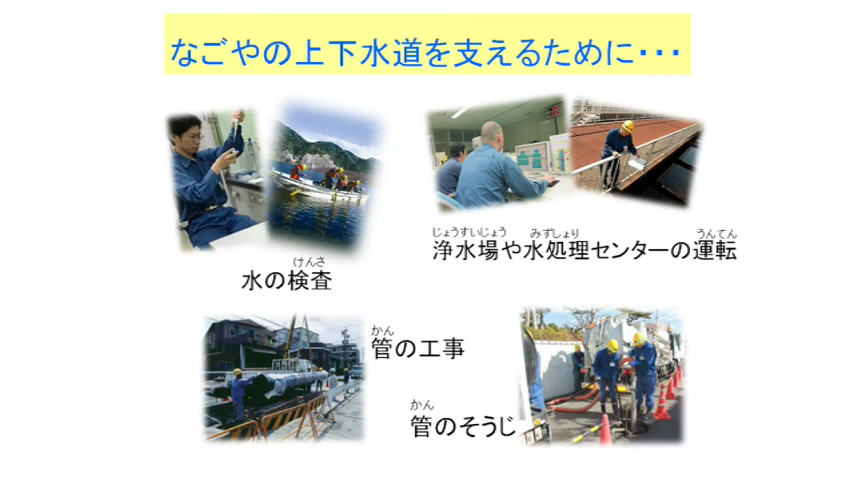 なごやの上下水道を支えるために・・・
じょうすいじょう みずしょり うんてん
浄水場や水処理センターの運転
けんさ
水の検査
かん
管の工事
かん
管のそうじ